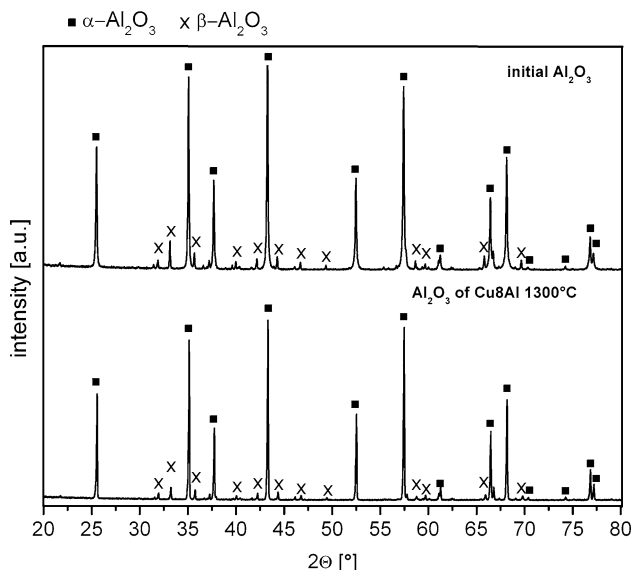 ■ α–Al₂O₃ x β–Al₂O₃
initial Al₂O₃
Al₂O₃ of Cu8Al 1300°C
intensity [a.u.]
20 25 30 35 40 45 50 55 60 65 70 75 80
2Θ [°]